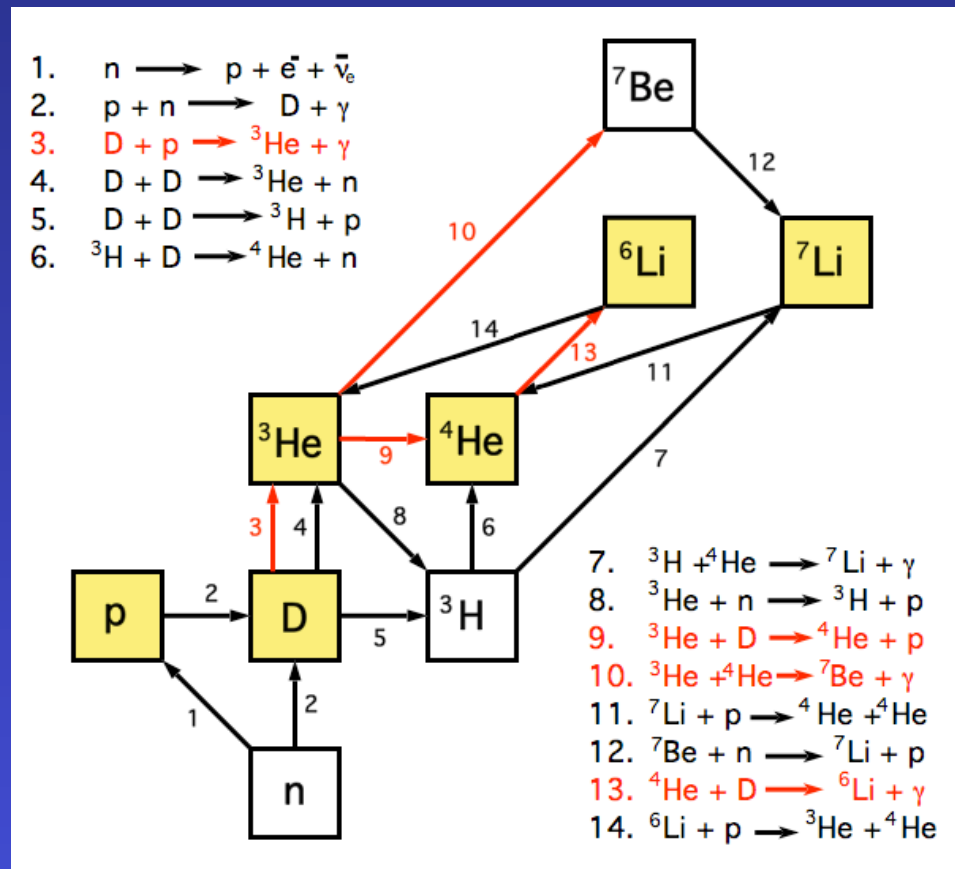 1. n ⟶ p + e⁻ + ν̄ₑ
2. p + n ⟶ D + γ
3. D + p ⟶ ³He + γ
4. D + D ⟶ ³He + n
5. D + D ⟶ ³H + p
6. ³H + D ⟶ ⁴He + n
⁷Be
12
10
⁶Li
⁷Li
14
13
11
³He
⁴He
9
7
3
4
8
6
p
2
D
5
³H
1
2
n
7. ³H + ⁴He ⟶ ⁷Li + γ
8. ³He + n ⟶ ³H + p
9. ³He + D ⟶ ⁴He + p
10. ³He + ⁴He ⟶ ⁷Be + γ
11. ⁷Li + p ⟶ ⁴He + ⁴He
12. ⁷Be + n ⟶ ⁷Li + p
13. ⁴He + D ⟶ ⁶Li + γ
14. ⁶Li + p ⟶ ³He + ⁴He